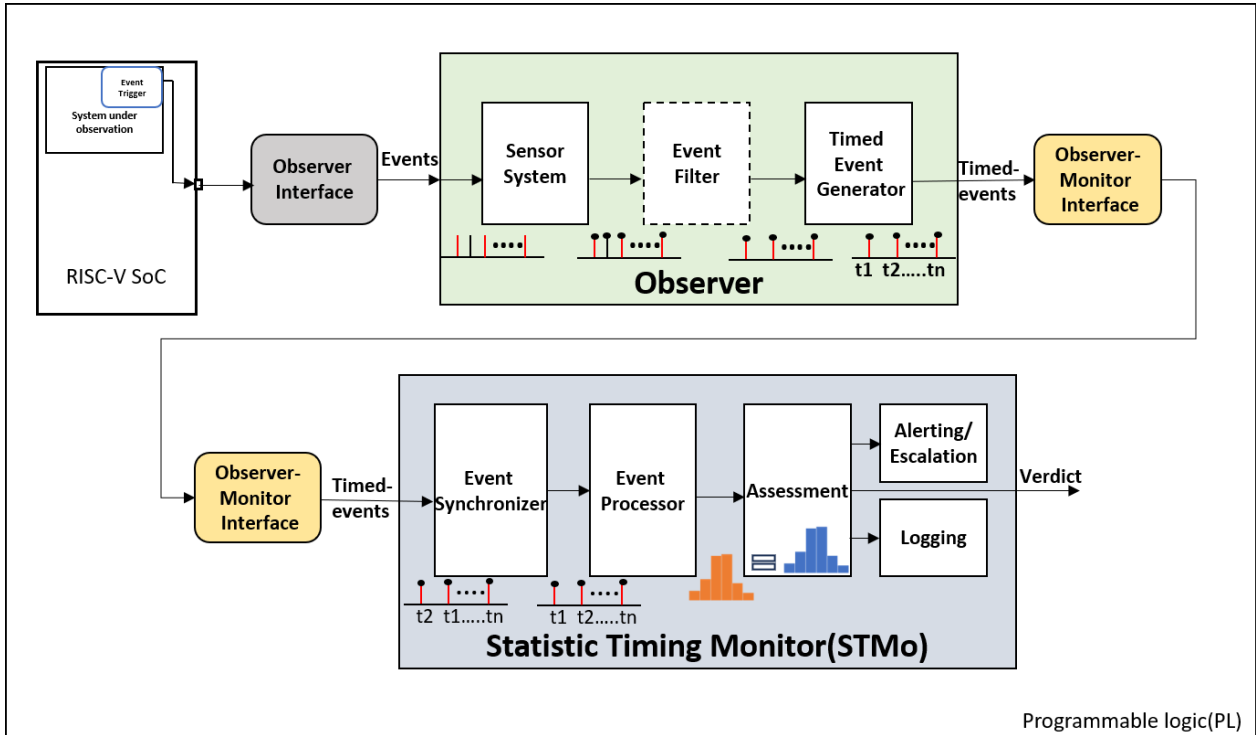 Event
Trigger
System under
observation
RISC-V SoC
Observer
Interface
Events
Sensor
System
Event
Filter
Timed
Event
Generator
t1 t2.....tn
Observer
Timed-
events
Observer-
Monitor
Interface
Observer-
Monitor
Interface
Timed-
events
Event
Synchronizer
Event
Processor
Assessment
Alerting/
Escalation
Logging
Verdict
t2 t1.....tn
t1 t2.....tn
Statistic Timing Monitor(STMo)
Programmable logic(PL)